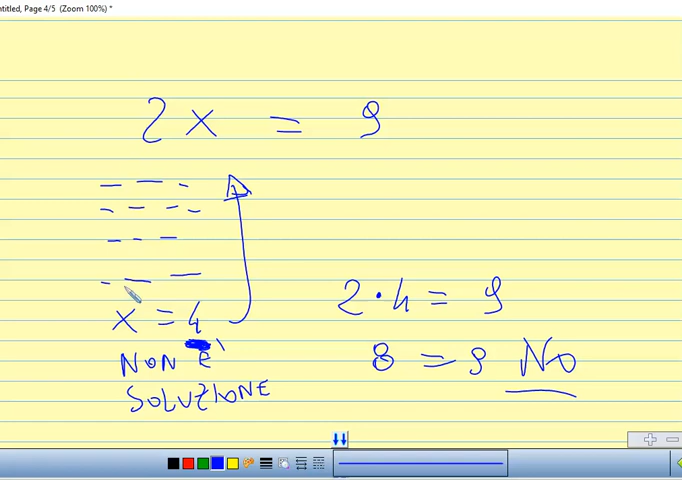 ntitled, Page 4/5 (Zoom 100%) *
2x = 9
2 · 4 = 9
x = 4
8 = 9 No
NON E'
SOLUZIONE